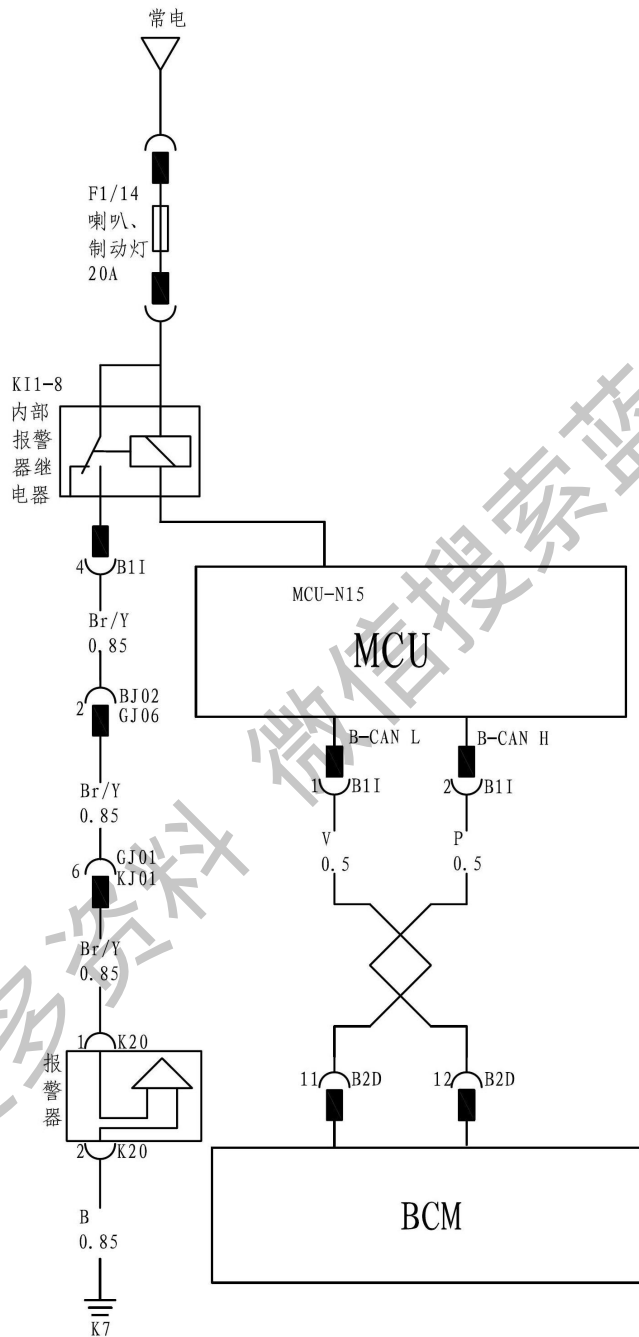 常电
F1/14
喇叭、
制动灯
20A
KI1-8
内部
报警
器继
电器
4 B1I
Br/Y
0.85
2 BJ02
GJ06
Br/Y
0.85
6 GJ01
KJ01
Br/Y
0.85
1 K20
报
警
器
2 K20
B
0.85
K7
MCU-N15
MCU
B-CAN L
B-CAN H
1 B1I
2 B1I
V
0.5
P
0.5
11 B2D
12 B2D
BCM
多资料 微信搜索蓝